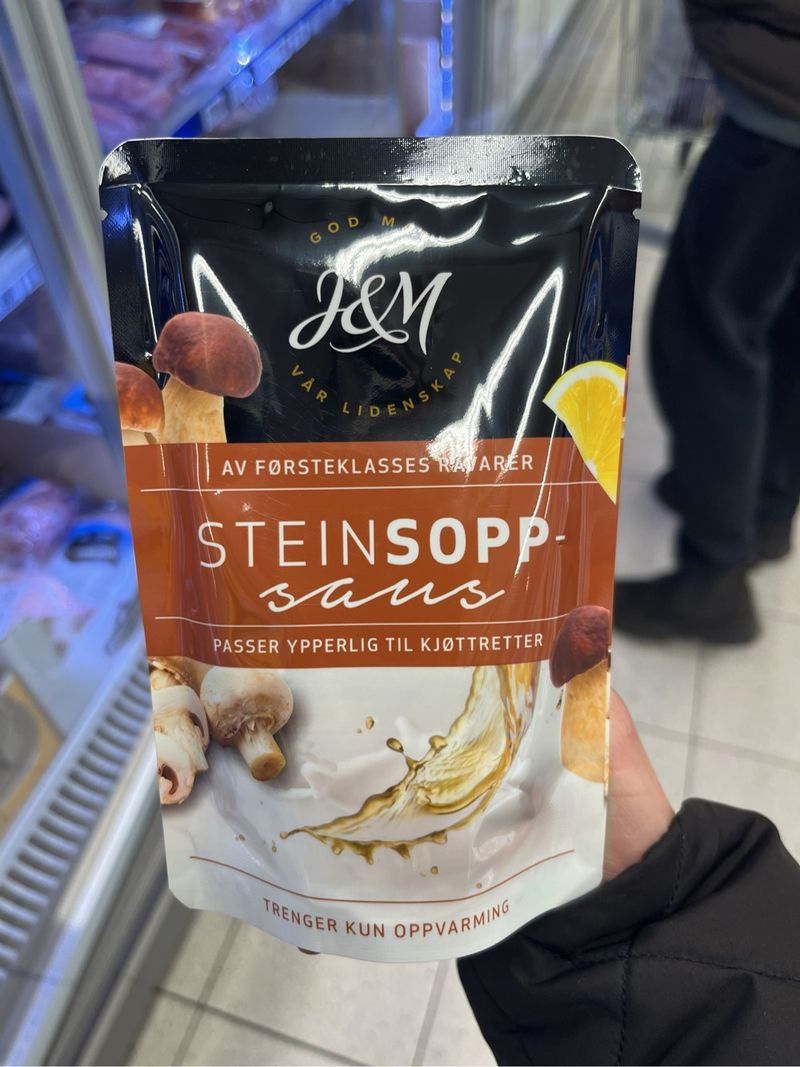 GOD M
J&M
VÅR LIDENSKAP
AV FØRSTEKLASSES RÅVARER
STEINSOPP-
saus
PASSER YPPERLIG TIL KJØTTRETTER
TRENGER KUN OPPVARMING